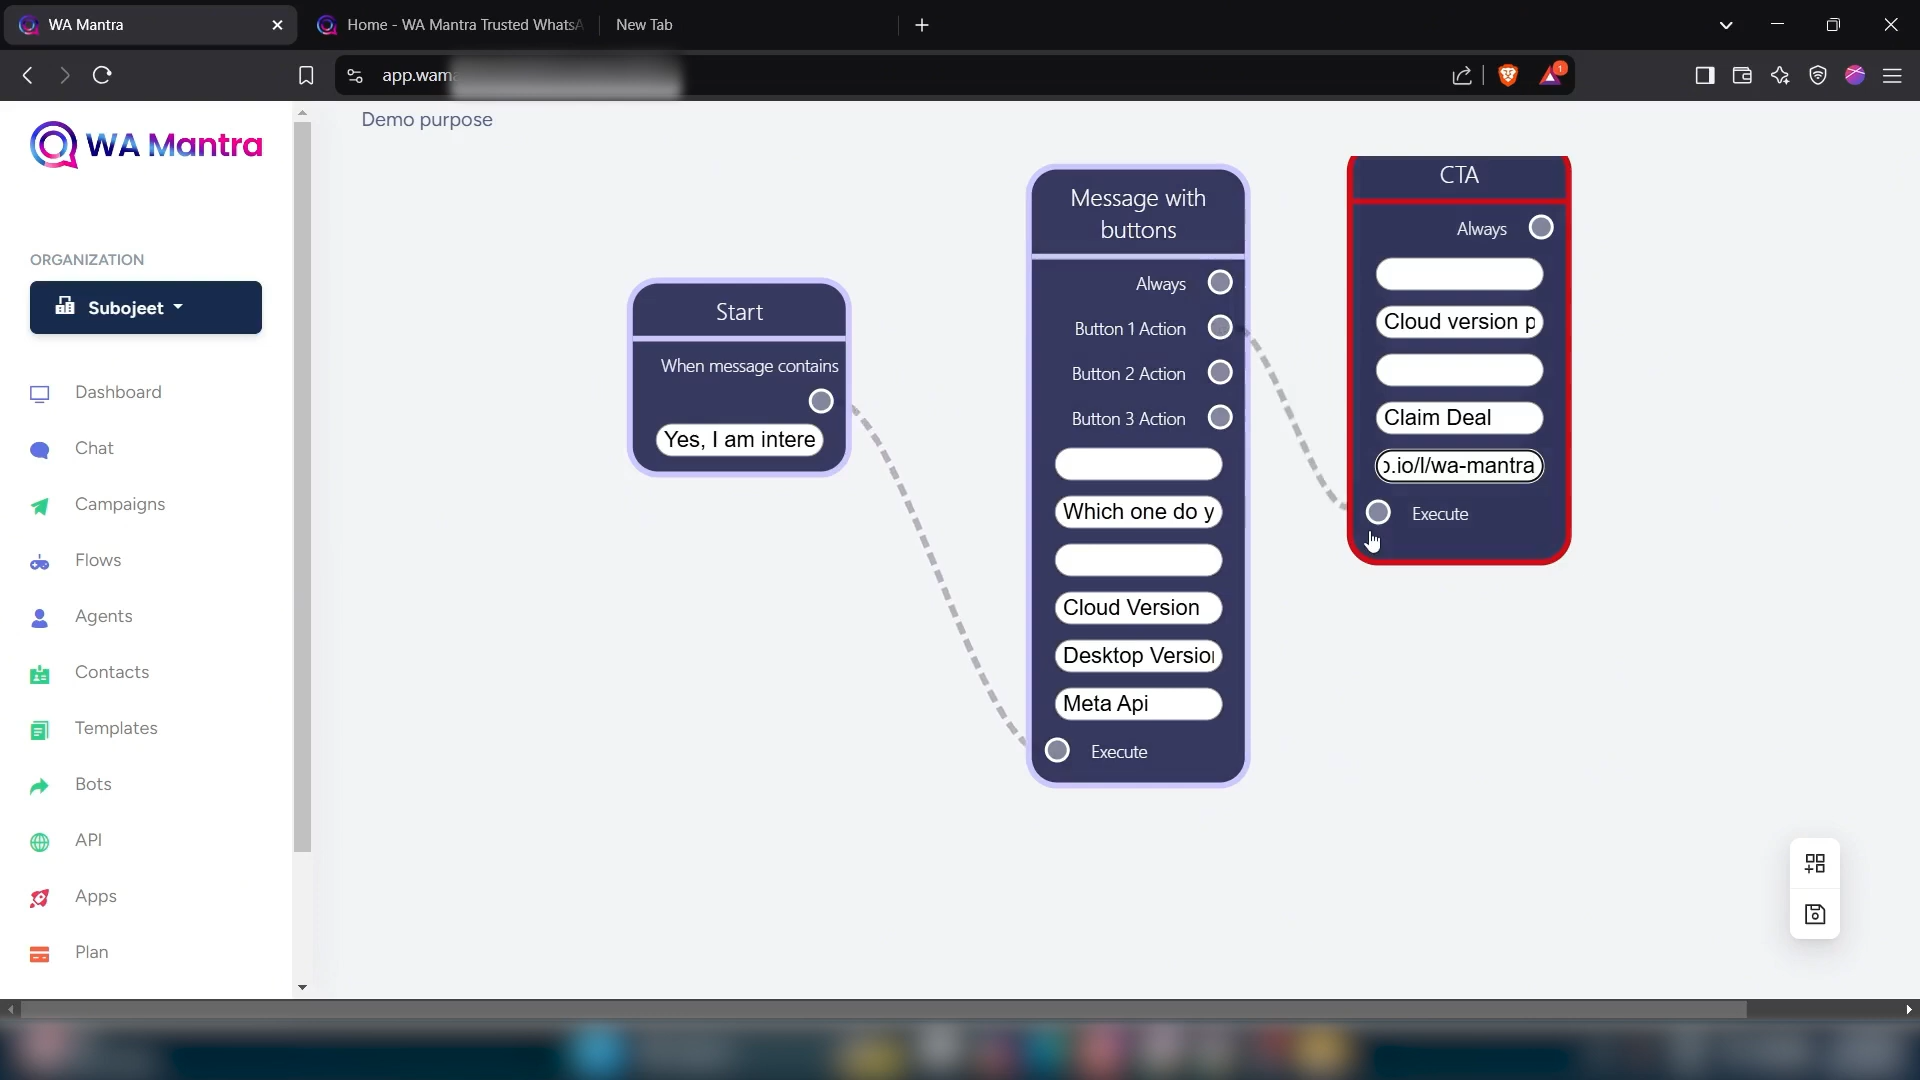 WA Mantra
Home - WA Mantra Trusted WhatsA
New Tab
app.wama
1
WA Mantra
ORGANIZATION
Subojeet
Dashboard
Chat
Campaigns
Flows
Agents
Contacts
Templates
Bots
API
Apps
Plan
Demo purpose
Start
When message contains
Yes, I am intere
Message with
buttons
Always
Button 1 Action
Button 2 Action
Button 3 Action
Which one do y
Cloud Version
Desktop Version
Meta Api
Execute
CTA
Always
Cloud version p
Claim Deal
o.io/l/wa-mantra
Execute